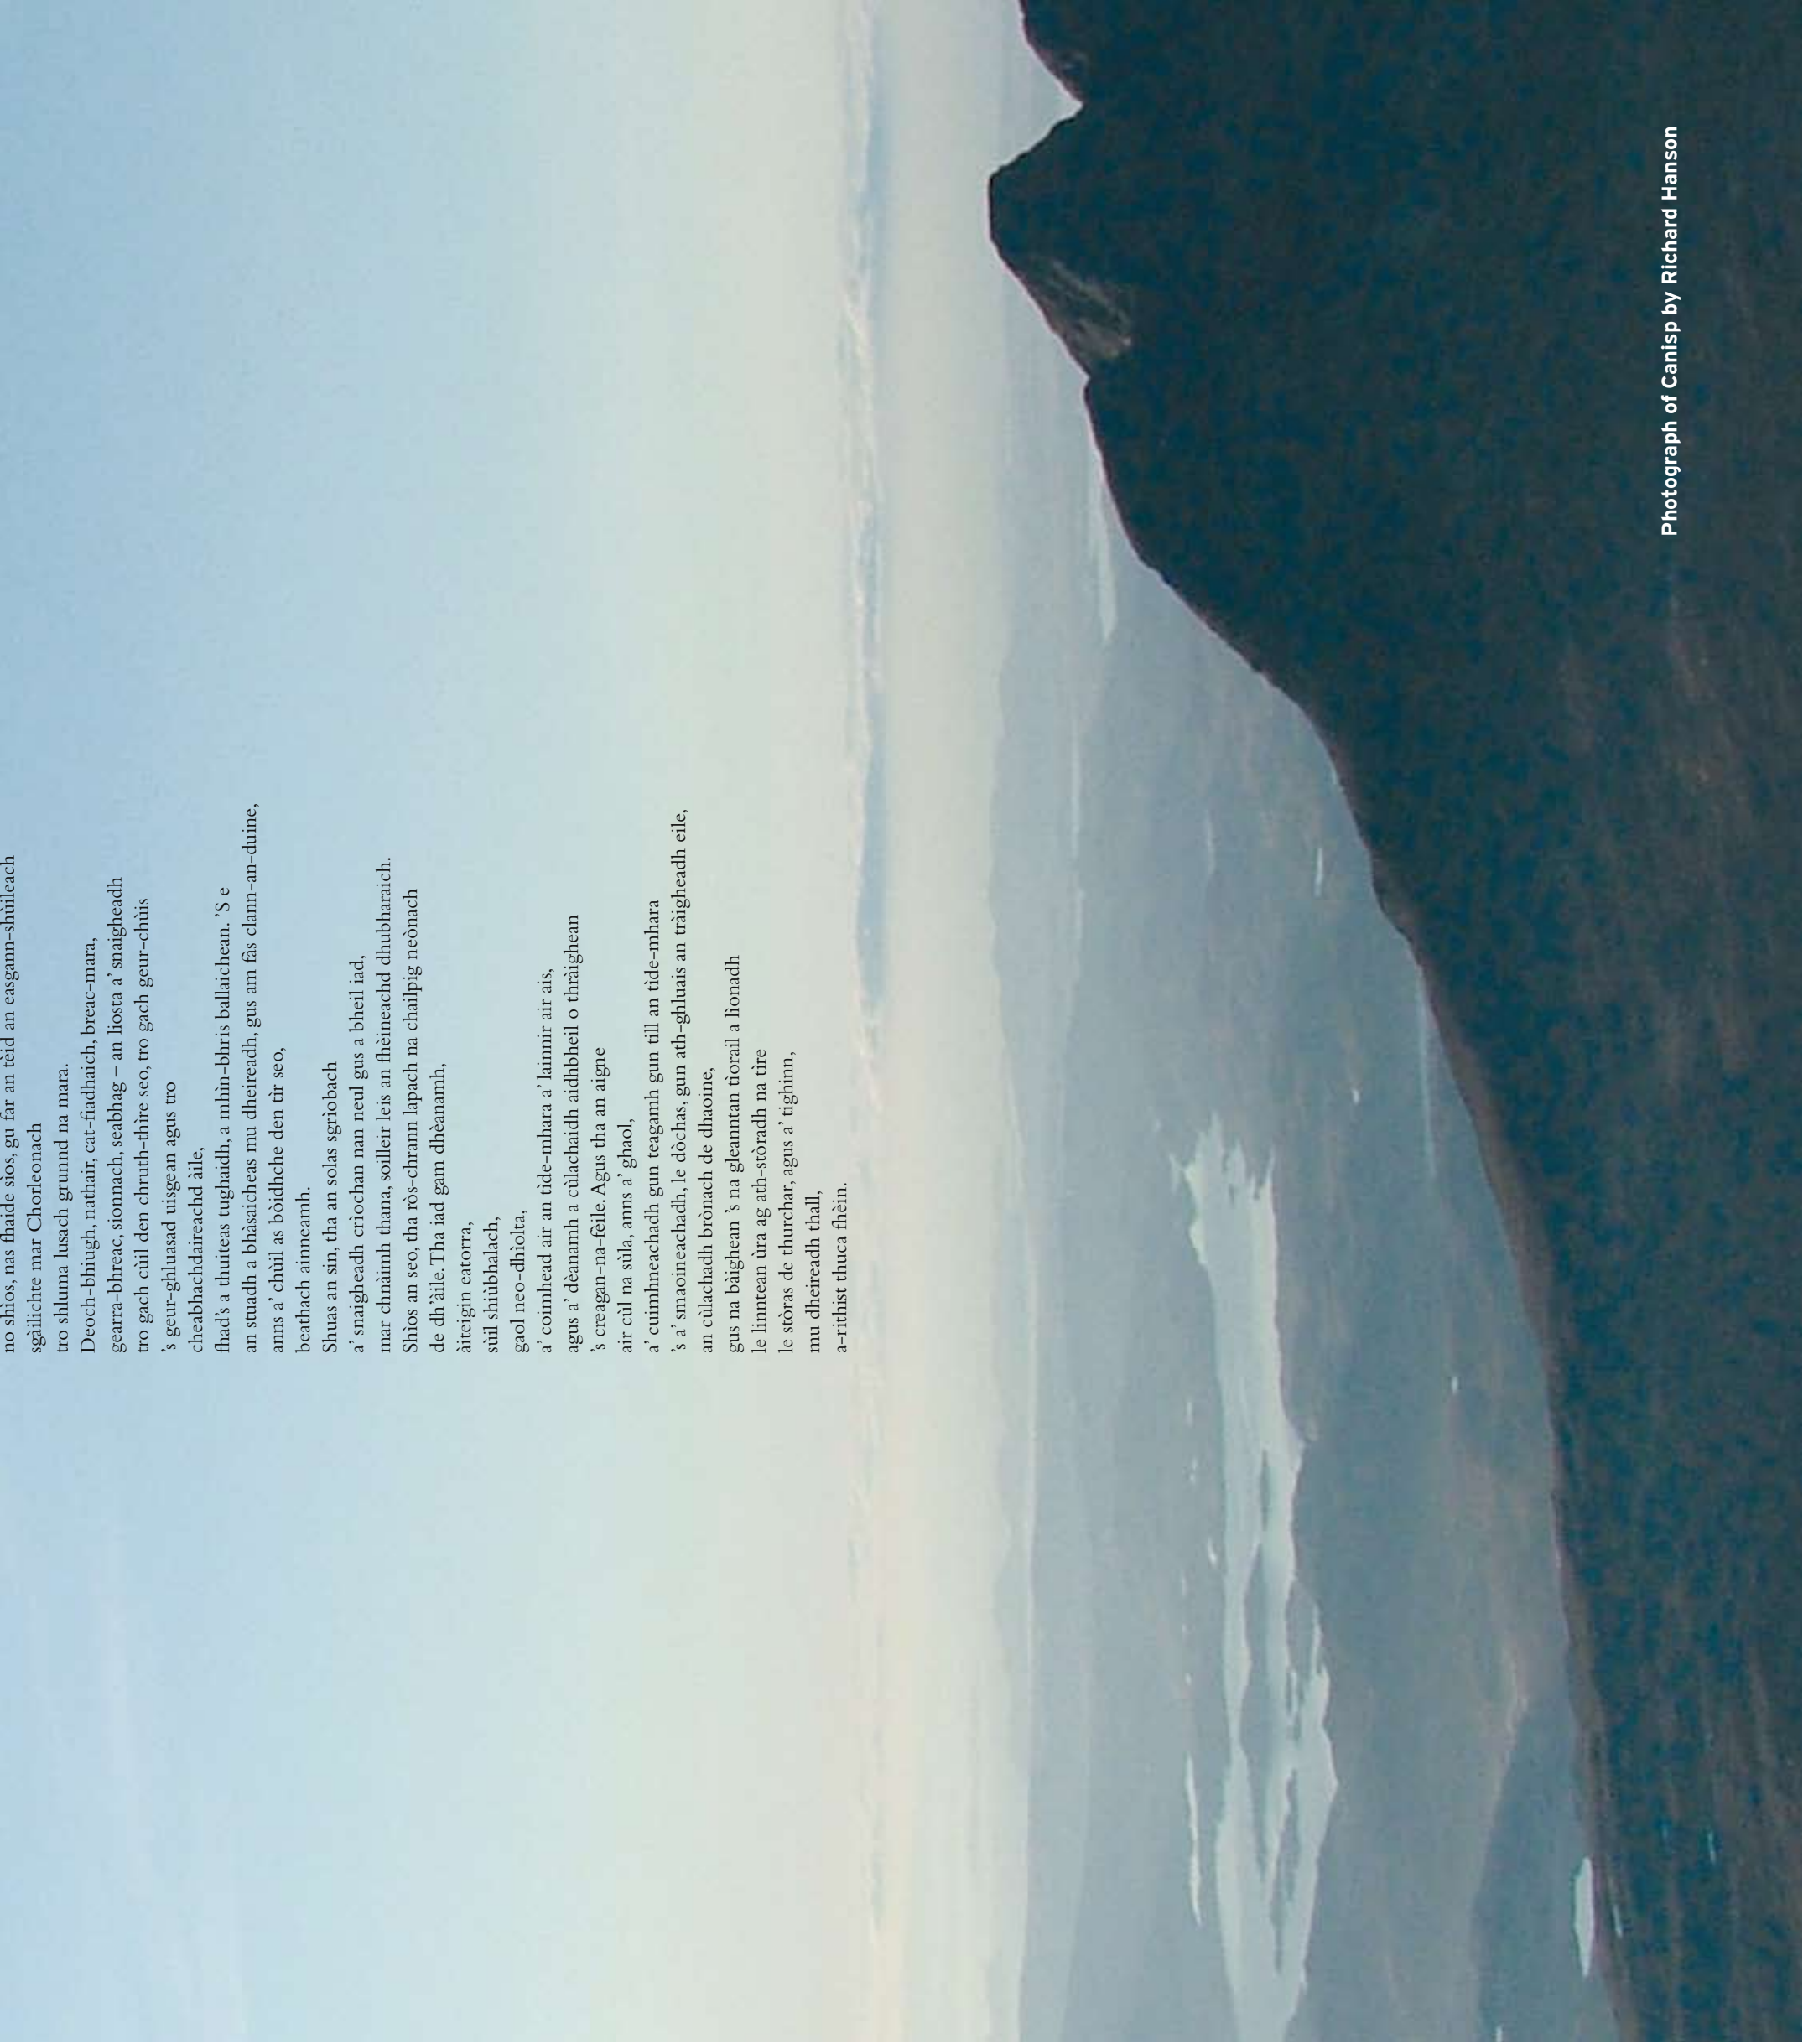 no shìos, nas fhaide sìos, gu far an tèid an easgann-shùileach
sgàilichte mar Chorleonach
tro shluma lusach grunnd na mara.
Deoch-bhiugh, nathair, cat-fiadhaich, breac-mara,
gearra-bhreac, sionnach, seabhag – an liosta a’ snaigheadh
tro gach cùil den chruth-thìre seo, tro gach geur-chùis
’s geur-ghluasad uisgean agus tro
cheabhachdaireachd àile,
fhad’s a thuiteas tughaidh, a mhìn-bhris ballaichean. ’S e
an stuadh a bhàsaicheas mu dheireadh, gus am fàs clann-an-duine,
anns a’ chùil as bòidhche den tìr seo,
beathach ainneamh.
Shuas an sin, tha an solas sgrìobach
a’ snaigheadh crìochan nan neul gus a bheil iad,
mar chnàimh thana, soilleir leis an fhèineachd dhubharaich.
Shìos an seo, tha ròs-chrann lapach na chailpig neònach
de dh’àile. Tha iad gam dhèanamh,
àiteigin eatorra,
sùil shiùbhalach,
gaol neo-dhìolta,
a’ coimhead air an tìde-mhara a’ lainnir air ais,
agus a’ dèanamh a cùlachaidh aidhbheil o thràighean
’s creagan-na-fèile. Agus tha an aigne
air cùl na sùla, anns a’ ghaol,
a’ cuimhneachadh gun teagamh gun till an tìde-mhara
’s a’ smaoineachadh, le dòchas, gun ath-ghluais an tràigheadh eile,
an cùlachadh brònach de dhaoine,
gus na bàighean ’s na gleanntan tìorail a lìonadh
le linntean ùra ag ath-stòradh na tìre
le stòras de thurchar, agus a’ tighinn,
mu dheireadh thall,
a-rithist thuca fhèin.
Photograph of Canisp by Richard Hanson